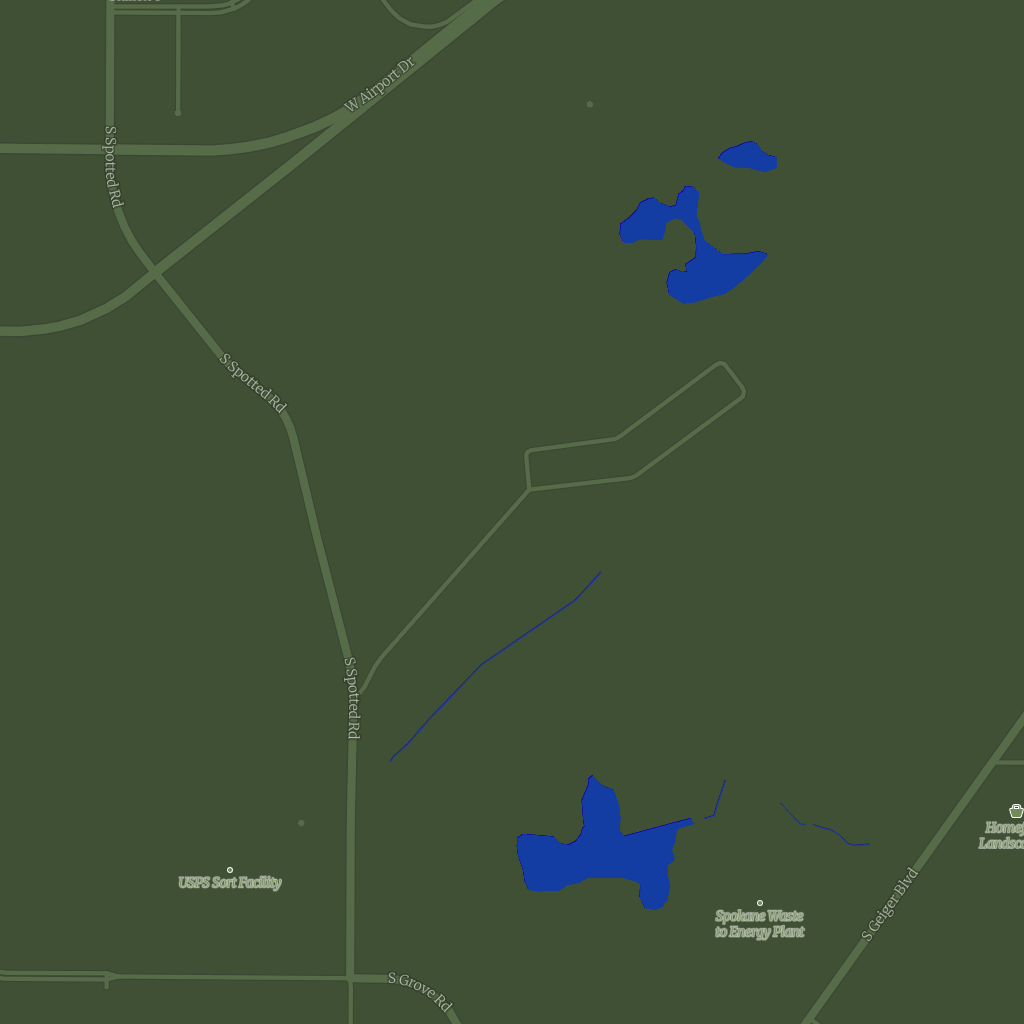 W Airport Dr
S Spotted Rd
S Spotted Rd
S Spotted Rd
Landsc
USPS Sort Facility
S Geiger Blvd
Spokane Waste
to Energy Plant
S Grove Rd